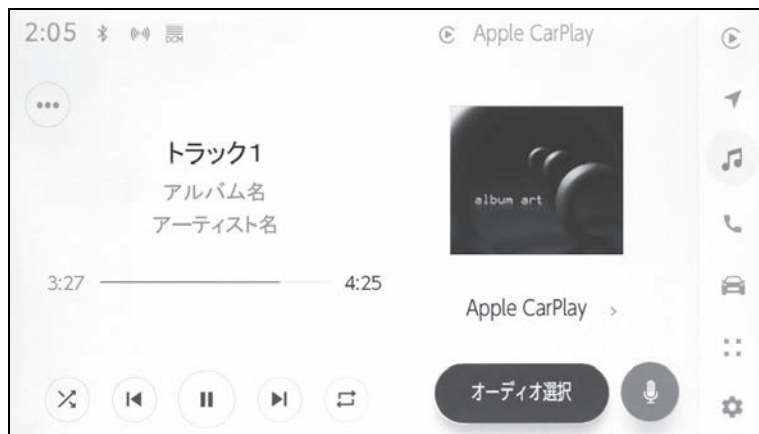 2:05
DCM
Apple CarPlay
トラック1
アルバム名
アーティスト名
3:27
4:25
album art
Apple CarPlay
オーディオ選択